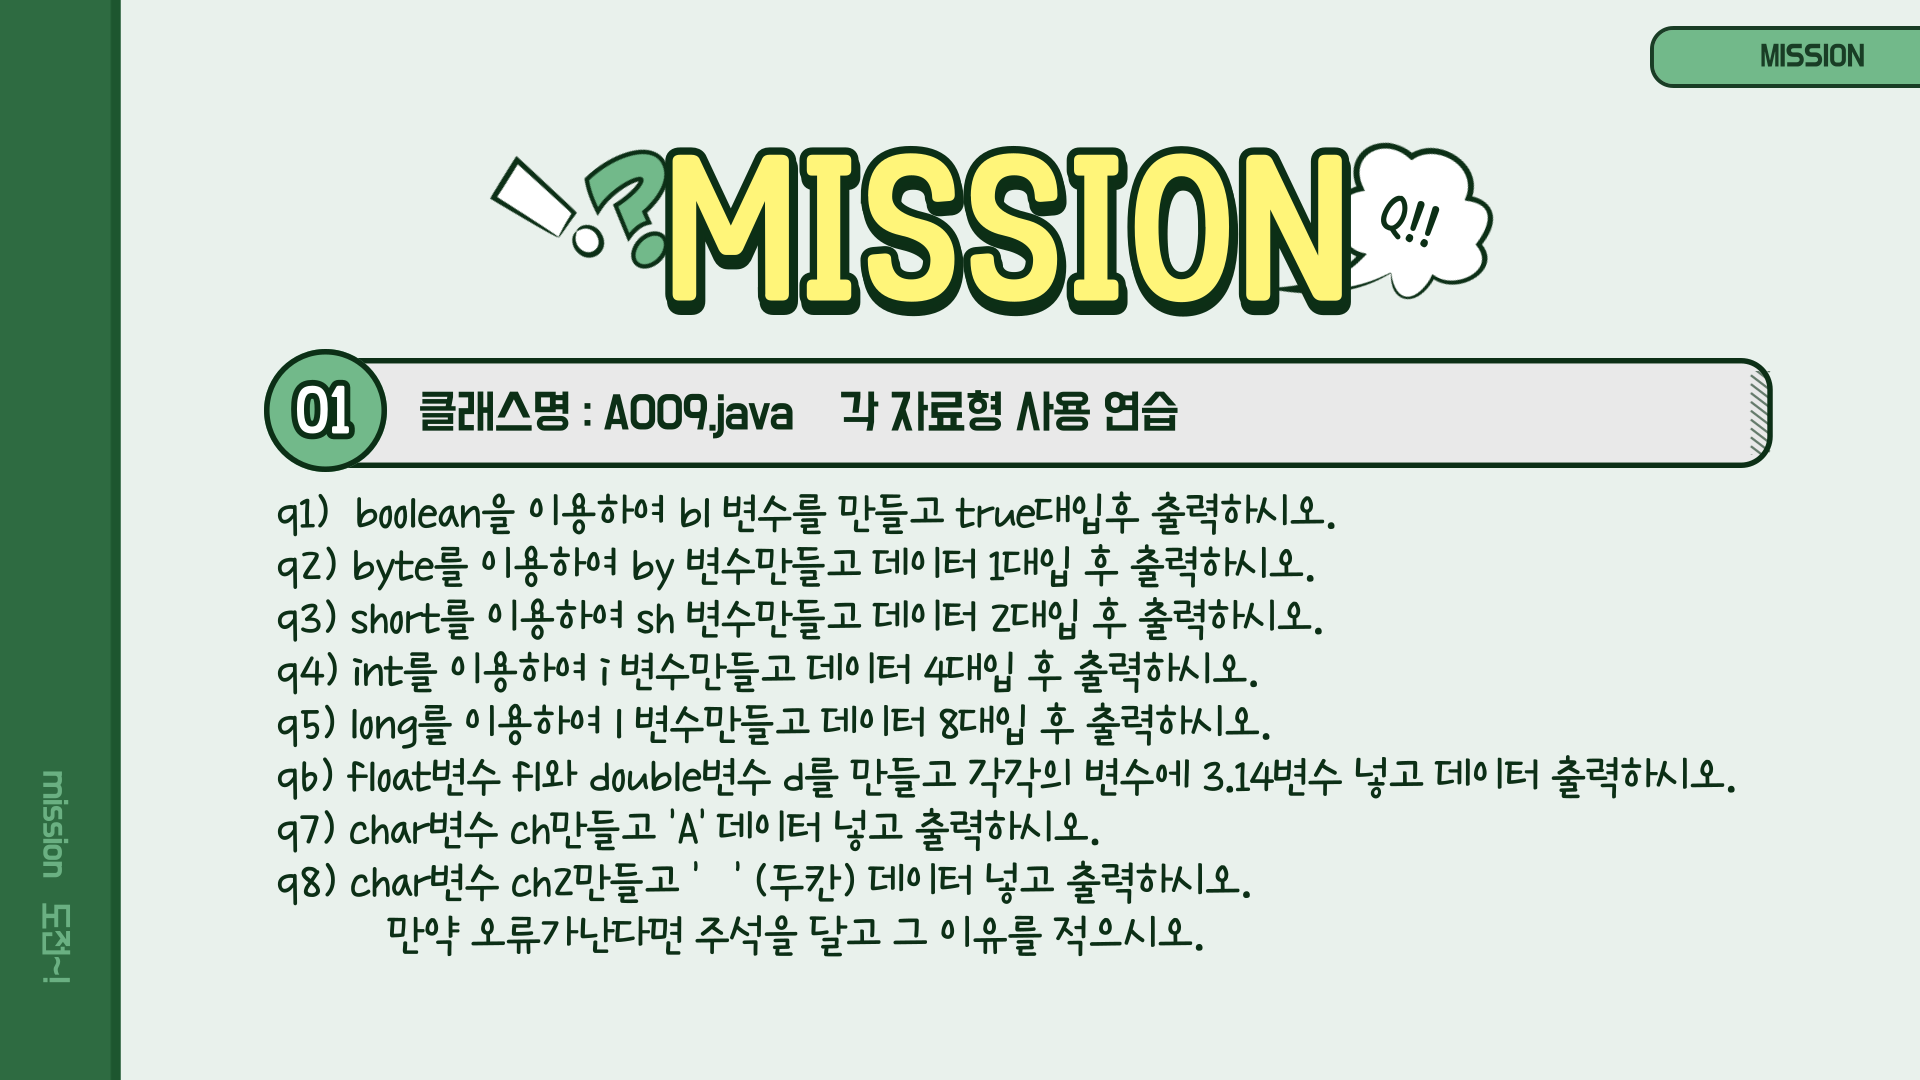 MISSION
MISSION
Q!!
01
클래스명 : A009.java 각 자료형 사용 연습
q1) boolean을 이용하여 bl 변수를 만들고 true대입후 출력하시오.
q2) byte를 이용하여 by 변수만들고 데이터 1대입 후 출력하시오.
q3) short를 이용하여 sh 변수만들고 데이터 2대입 후 출력하시오.
q4) int를 이용하여 i 변수만들고 데이터 4대입 후 출력하시오.
q5) long를 이용하여 l 변수만들고 데이터 8대입 후 출력하시오.
q6) float변수 fl와 double변수 d를 만들고 각각의 변수에 3.14변수 넣고 데이터 출력하시오.
q7) char변수 ch만들고 'A' 데이터 넣고 출력하시오.
q8) char변수 ch2만들고 '  ' (두칸) 데이터 넣고 출력하시오.
만약 오류가난다면 주석을 달고 그 이유를 적으시오.
mission 도전~!